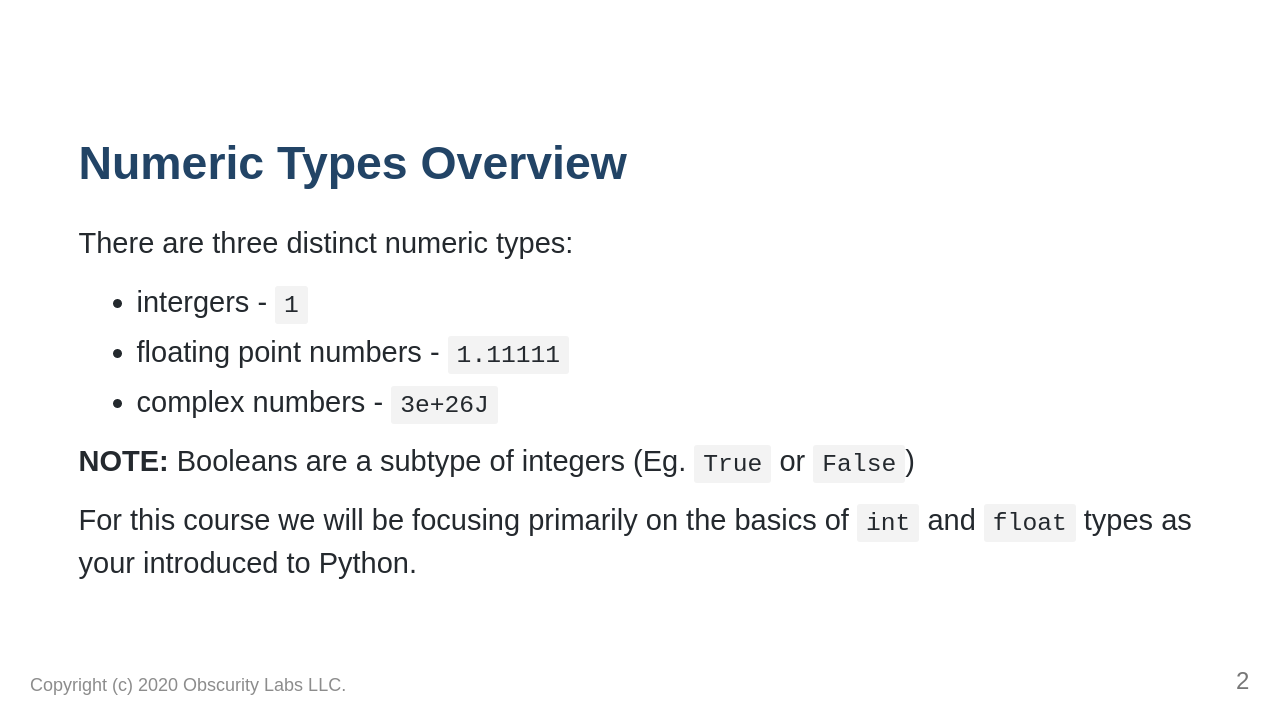 Numeric Types Overview
There are three distinct numeric types:
• intergers - 1
• floating point numbers - 1.11111
• complex numbers - 3e+26J
NOTE: Booleans are a subtype of integers (Eg. True or False)
For this course we will be focusing primarily on the basics of int and float types as
your introduced to Python.
Copyright (c) 2020 Obscurity Labs LLC.
2